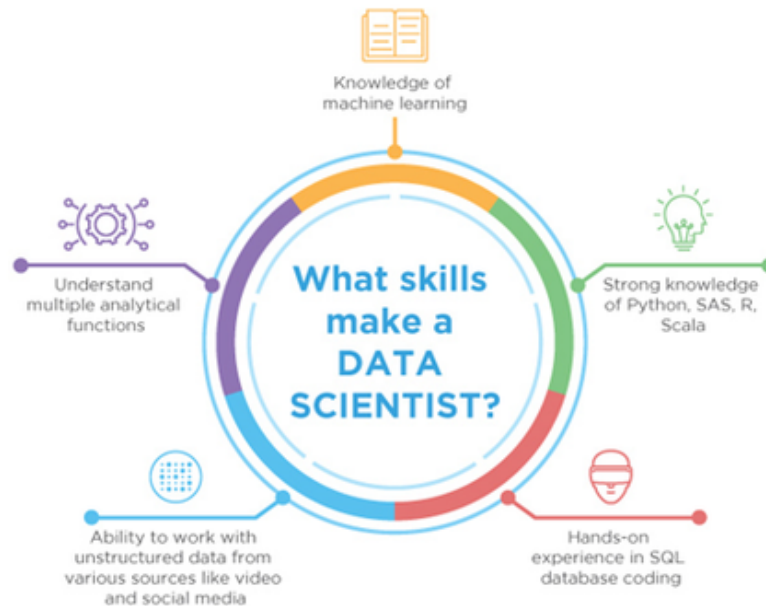 Knowledge of
machine learning
Understand
multiple analytical
functions
What skills
make a
DATA
SCIENTIST?
Strong knowledge
of Python, SAS, R,
Scala
Ability to work with
unstructured data from
various sources like video
and social media
Hands-on
experience in SQL
database coding